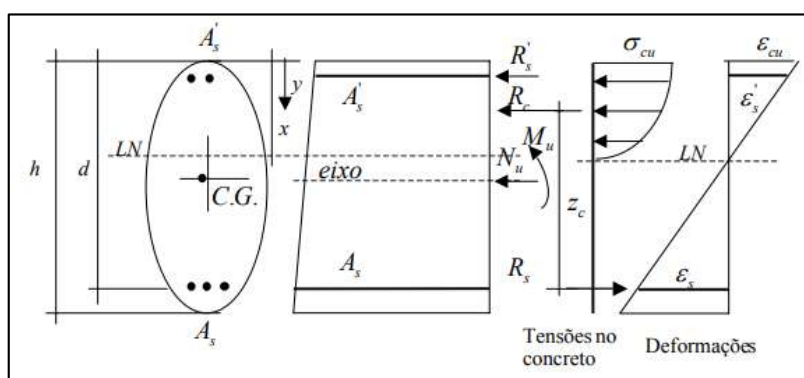 A's
h
d
LN
C.G.
As
y
x
A's
eixo
As
R's
Rc
Mu
Nu
Rs
zc
σcu
LN
Tensões no
concreto
εcu
ε's
εs
Deformações